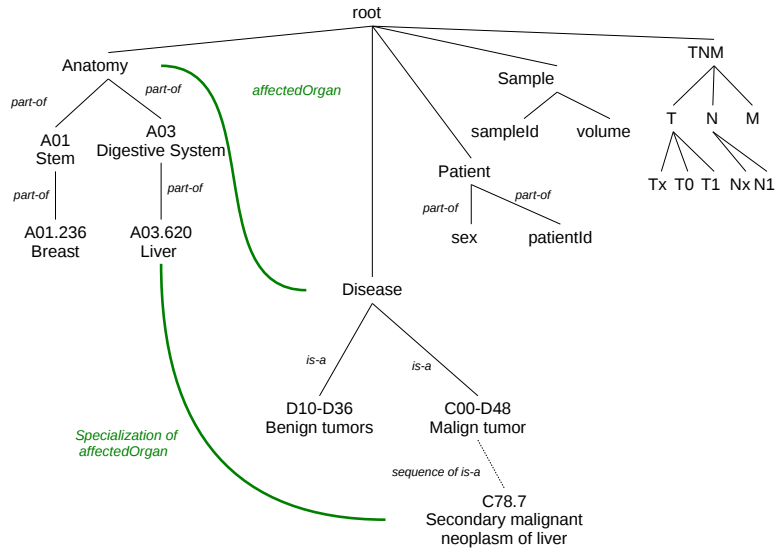 root
Anatomy
affectedOrgan
Sample
TNM
part-of
part-of
A01
Stem
A03
Digestive System
sampleId
volume
T
N
M
part-of
part-of
Patient
part-of
part-of
Tx
T0
T1
Nx
N1
A01.236
Breast
A03.620
Liver
sex
patientId
Disease
is-a
is-a
D10-D36
Benign tumors
C00-D48
Malign tumor
Specialization of
affectedOrgan
sequence of is-a
C78.7
Secondary malignant
neoplasm of liver